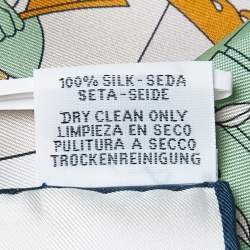 100% SILK-SEDA
SETA-SEIDE
DRY CLEAN ONLY
LIMPIEZA EN SECO
PULITURA A SECCO
TROCKENREINIGUNG